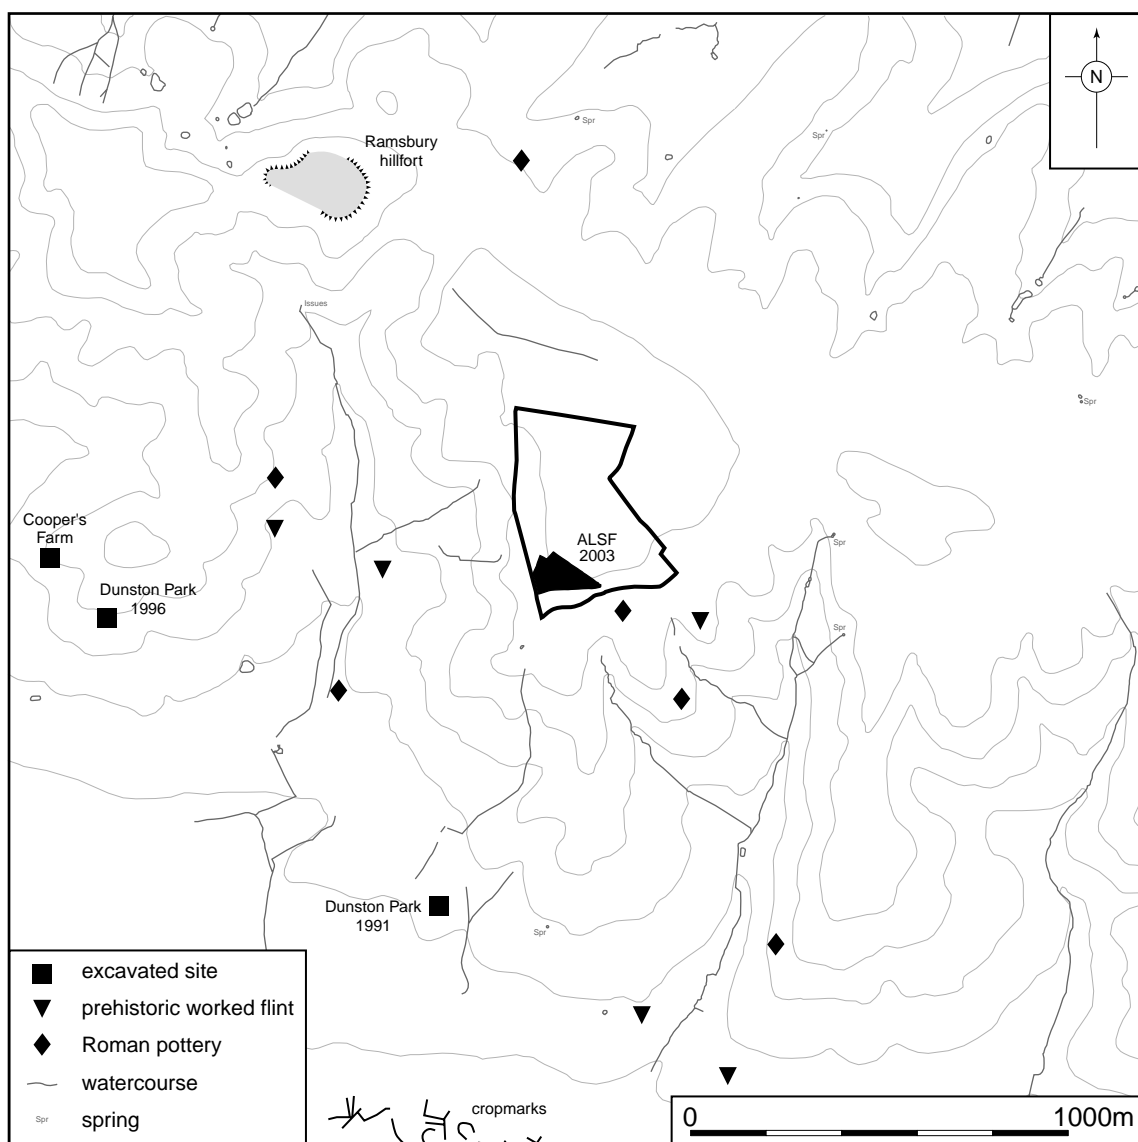 N
Ramsbury
hillfort
Spr
Spr
Issues
Spr
Cooper's
Farm
Dunston Park
1996
ALSF
2003
Spr
Spr
Dunston Park
1991
Spr
excavated site
prehistoric worked flint
Roman pottery
watercourse
Spr spring
cropmarks
0 1000m